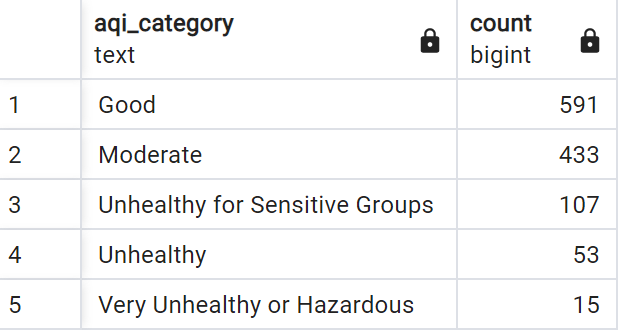 aqi_category count
text bigint
1 Good 591
2 Moderate 433
3 Unhealthy for Sensitive Groups 107
4 Unhealthy 53
5 Very Unhealthy or Hazardous 15